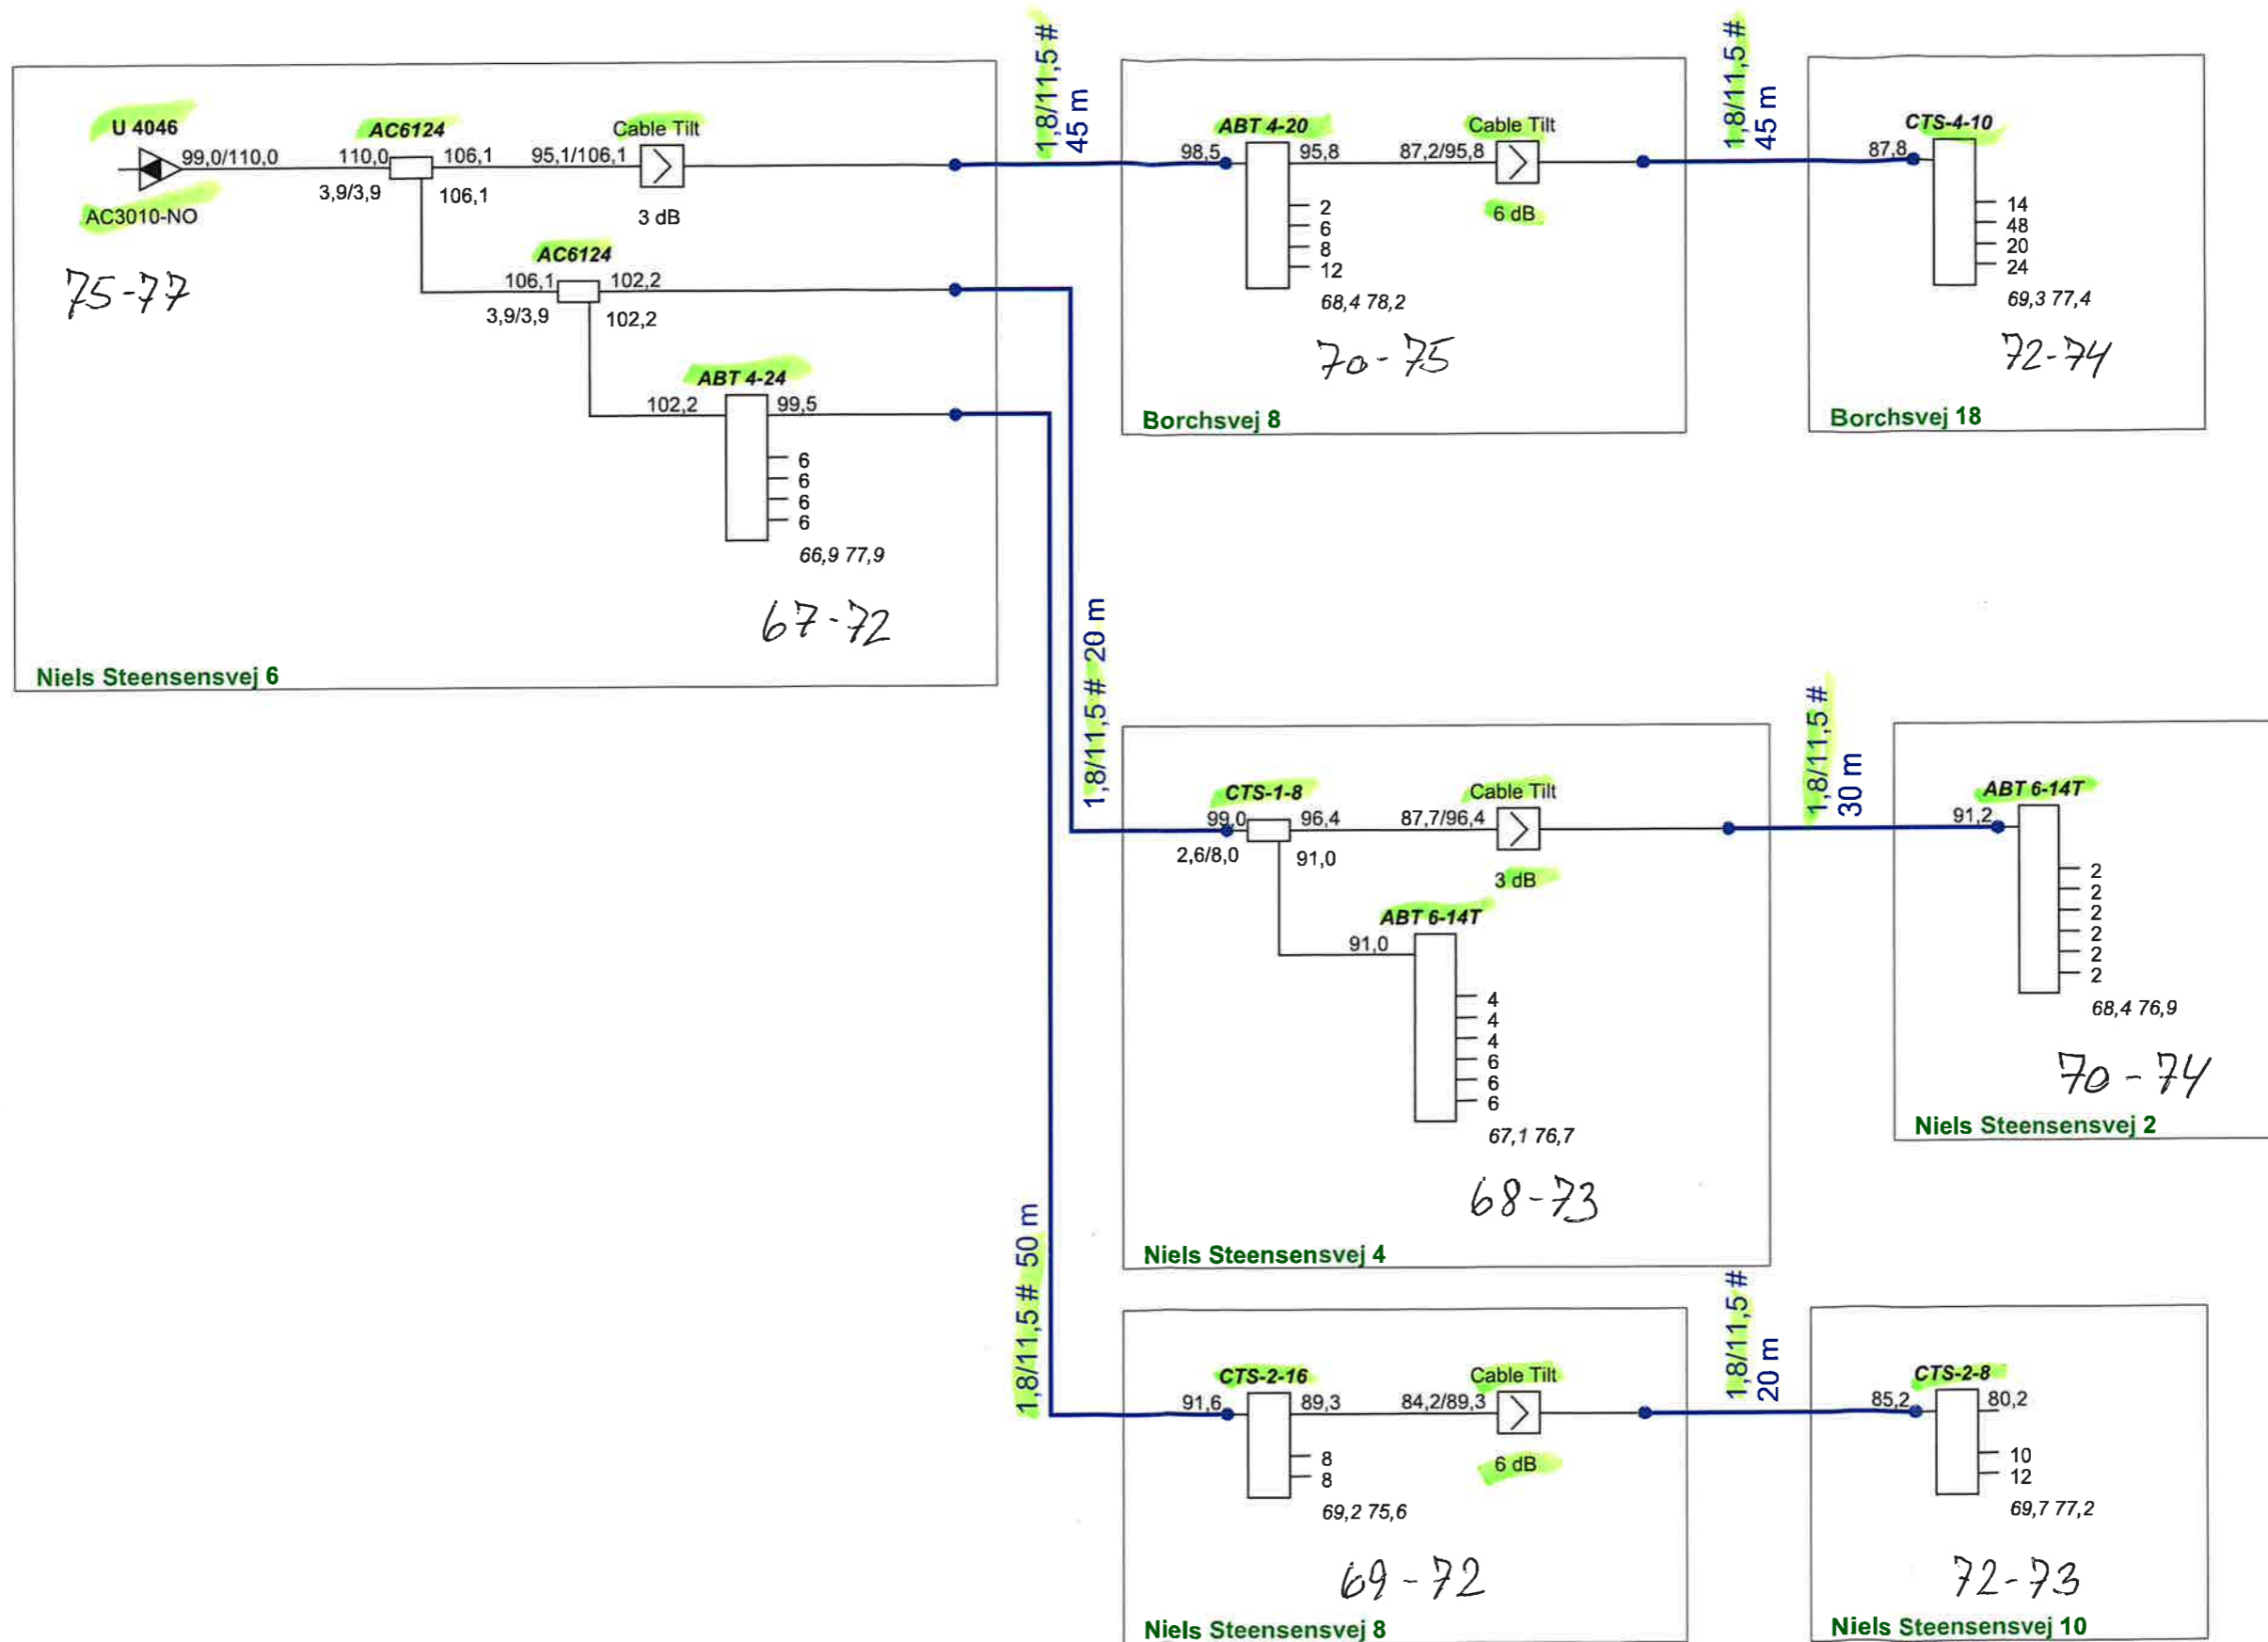 U 4046
99,0/110,0
AC3010-NO
75-77
AC6124
110,0
106,1
3,9/3,9
106,1
95,1/106,1
Cable Tilt
3 dB
AC6124
106,1
102,2
3,9/3,9
102,2
ABT 4-24
102,2
99,5
6
6
6
6
66,9 77,9
67-72
Niels Steensensvej 6
1,8/11,5 #
45 m
ABT 4-20
98,5
95,8
2
6
8
12
68,4 78,2
70-75
87,2/95,8
Cable Tilt
6 dB
Borchsvej 8
1,8/11,5 #
45 m
CTS-4-10
87,8
14
48
20
24
69,3 77,4
72-74
Borchsvej 18
1,8/11,5 # 20 m
CTS-1-8
99,0
96,4
2,6/8,0
91,0
87,7/96,4
Cable Tilt
3 dB
ABT 6-14T
91,0
4
4
4
6
6
6
67,1 76,7
68-73
Niels Steensensvej 4
1,8/11,5 #
30 m
ABT 6-14T
91,2
2
2
2
2
2
2
68,4 76,9
70-74
Niels Steensensvej 2
1,8/11,5 # 50 m
CTS-2-16
91,6
89,3
8
8
69,2 75,6
69-72
84,2/89,3
Cable Tilt
6 dB
Niels Steensensvej 8
1,8/11,5 #
20 m
CTS-2-8
85,2
80,2
10
12
69,7 77,2
72-73
Niels Steensensvej 10